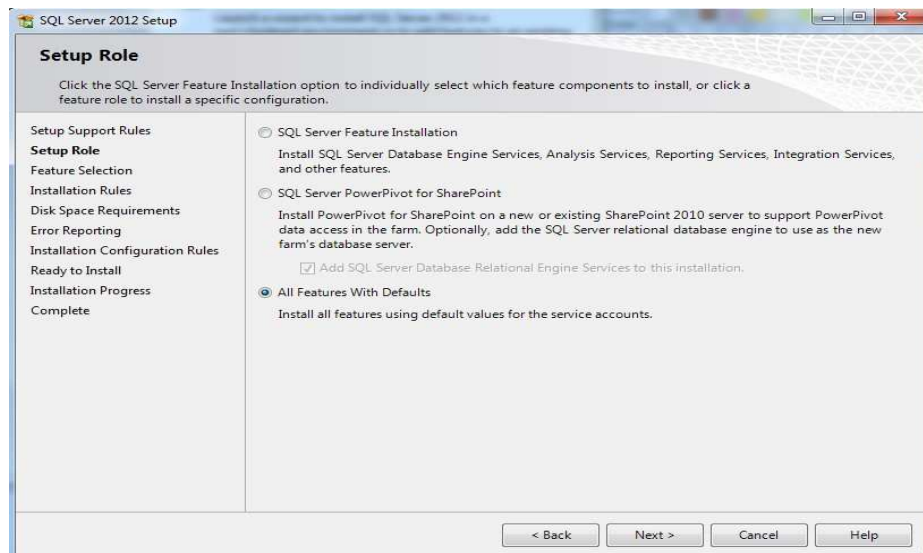 SQL Server 2012 Setup
Setup Role
Click the SQL Server Feature Installation option to individually select which feature components to install, or click a
feature role to install a specific configuration.
Setup Support Rules
Setup Role
Feature Selection
Installation Rules
Disk Space Requirements
Error Reporting
Installation Configuration Rules
Ready to Install
Installation Progress
Complete
SQL Server Feature Installation
Install SQL Server Database Engine Services, Analysis Services, Reporting Services, Integration Services,
and other features.
SQL Server PowerPivot for SharePoint
Install PowerPivot for SharePoint on a new or existing SharePoint 2010 server to support PowerPivot
data access in the farm. Optionally, add the SQL Server relational database engine to use as the new
farm's database server.
Add SQL Server Database Relational Engine Services to this installation.
All Features With Defaults
Install all features using default values for the service accounts.
< Back
Next >
Cancel
Help